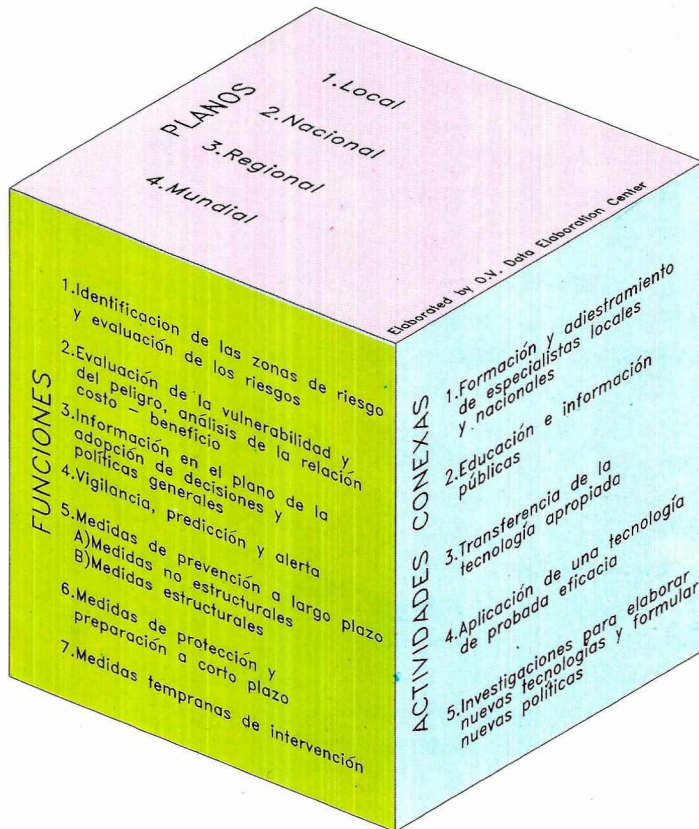 PLANOS
1.Local
2.Nacional
3.Regional
4.Mundial
Elaborated by O.V. Data Elaboration Center
FUNCIONES
1.Identificacion de las zonas de riesgo
y evaluación de los riesgos
2.Evaluación de la vulnerabilidad y
del peligro, análisis de la relación
costo – beneficio
3.Información en el plano de la
adopción de decisiones y
políticas generales
4.Vigilancia, predicción y alerta
5.Medidas de prevención a largo plazo
A)Medidas no estructurales
B)Medidas estructurales
6.Medidas de protección y
preparación a corto plazo
7.Medidas tempranas de intervención
ACTIVIDADES CONEXAS
1.Formación y adiestramiento
de especialistas locales
y nacionales
2.Educación e información
públicas
3.Transferencia de la
tecnología apropiada
4.Aplicación de una tecnología
de probada eficacia
5.Investigaciones para elaborar
nuevas tecnologías y formular
nuevas políticas